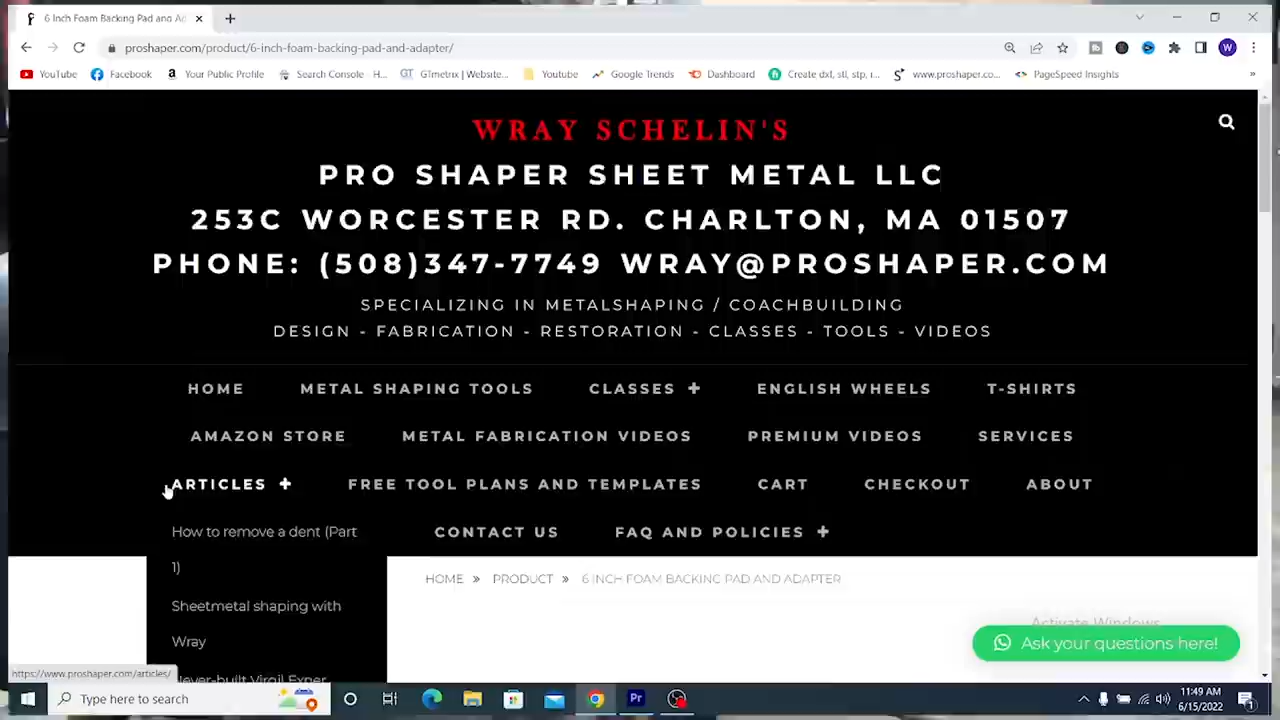 6 Inch Foam Backing Pad and Ad
proshaper.com/product/6-inch-foam-backing-pad-and-adapter/
W
YouTube
Facebook
Your Public Profile
Search Console - H...
GTmetrix | Website...
Youtube
Google Trends
Dashboard
Create dxf, stl, stp, i...
www.proshaper.co...
PageSpeed Insights
»
WRAY SCHELIN'S
PRO SHAPER SHEET METAL LLC
253C WORCESTER RD. CHARLTON, MA 01507
PHONE: (508)347-7749 WRAY@PROSHAPER.COM
SPECIALIZING IN METALSHAPING / COACHBUILDING
DESIGN - FABRICATION - RESTORATION - CLASSES - TOOLS - VIDEOS
HOME METAL SHAPING TOOLS CLASSES + ENGLISH WHEELS T-SHIRTS
AMAZON STORE METAL FABRICATION VIDEOS PREMIUM VIDEOS SERVICES
ARTICLES + FREE TOOL PLANS AND TEMPLATES CART CHECKOUT ABOUT
CONTACT US FAQ AND POLICIES +
How to remove a dent (Part
1)
Sheetmetal shaping with
Wray
HOME » PRODUCT » 6 INCH FOAM BACKING PAD AND ADAPTER
Activate Windows
Ask your questions here!
https://www.proshaper.com/articles/
Type here to search
Pr
11:49 AM
6/15/2022
1